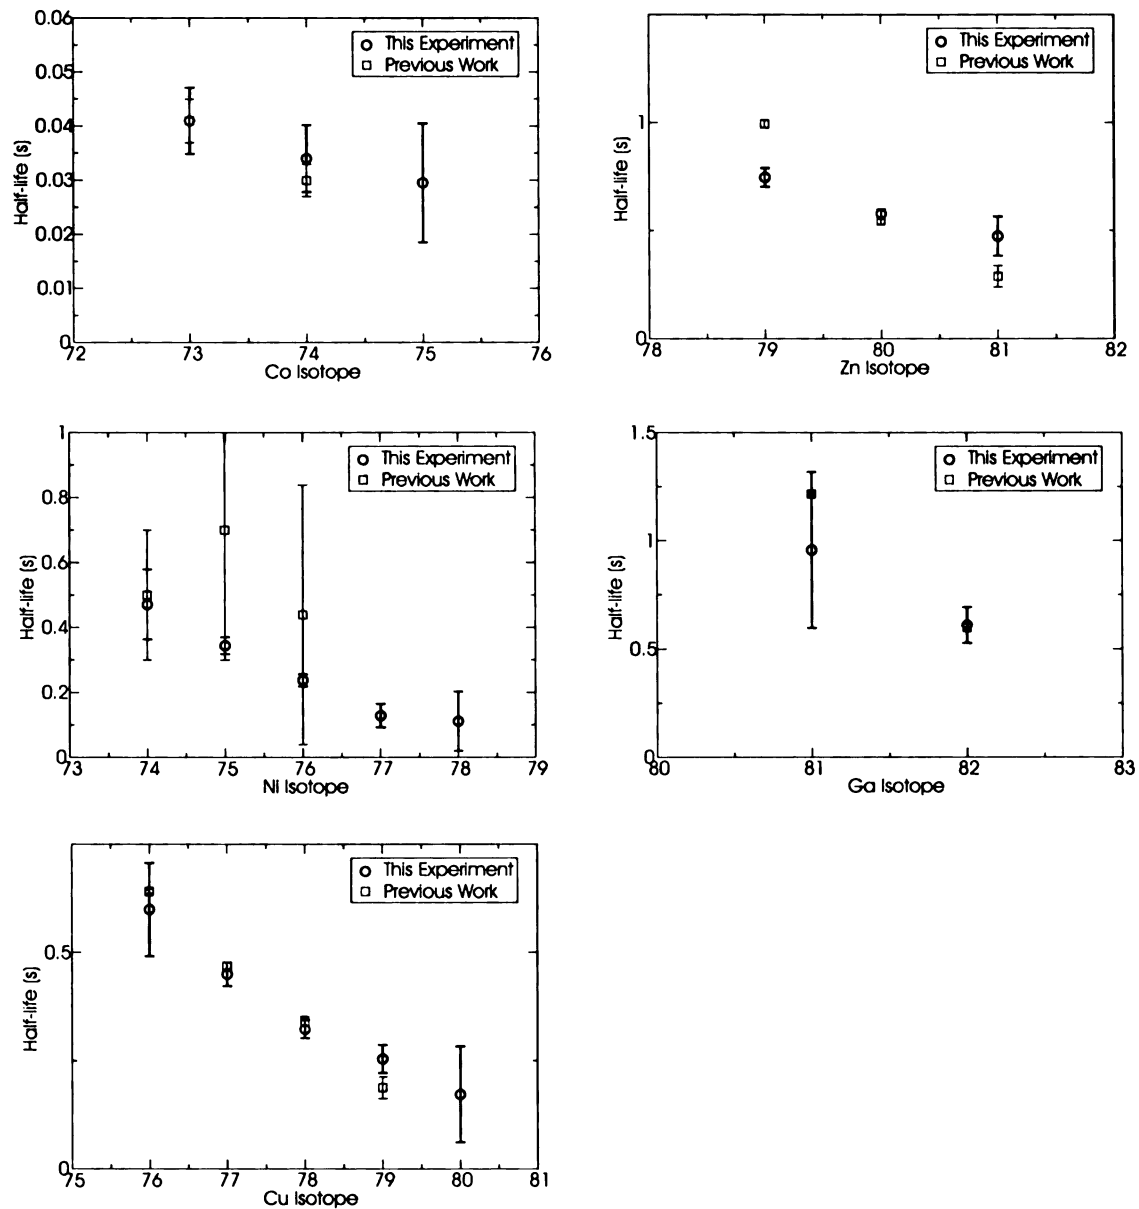 0.06
0.05
0.04
0.03
0.02
0.01
0
Half-life (s)
This Experiment
Previous Work
72 73 74 75 76
Co Isotope
1
0
Half-life (s)
This Experiment
Previous Work
78 79 80 81 82
Zn Isotope
1
0.8
0.6
0.4
0.2
0
Half-life (s)
This Experiment
Previous Work
73 74 75 76 77 78 79
Ni Isotope
1.5
1
0.5
0
Half-life (s)
This Experiment
Previous Work
80 81 82 83
Ga Isotope
0.5
0
Half-life (s)
This Experiment
Previous Work
75 76 77 78 79 80 81
Cu Isotope